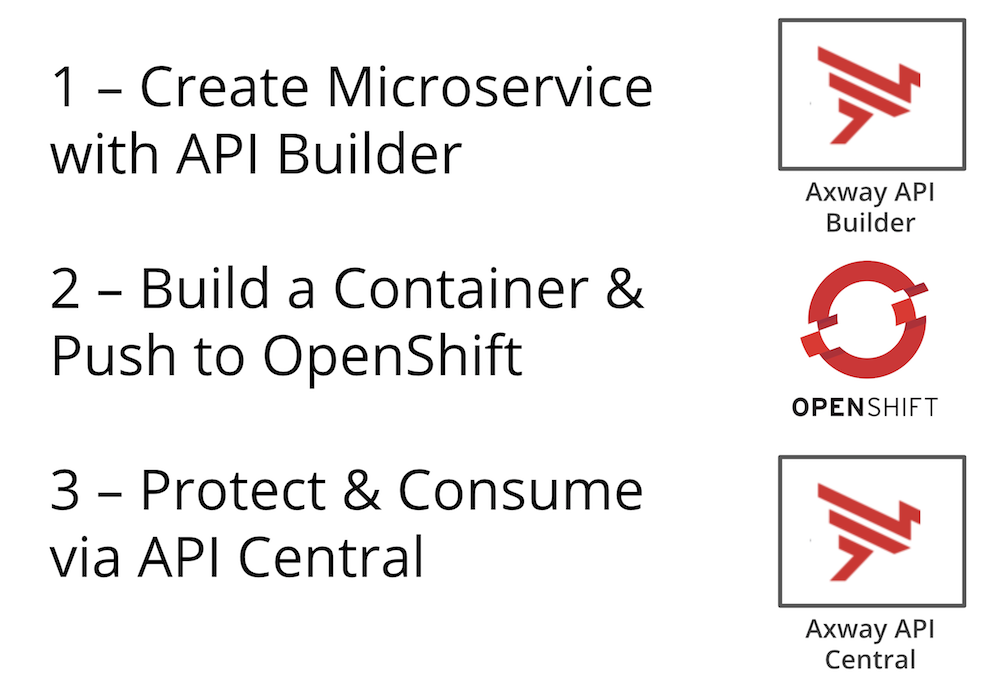 1 – Create Microservice
with API Builder
Axway API
Builder
2 – Build a Container &
Push to OpenShift
OPENSHIFT
3 – Protect & Consume
via API Central
Axway API
Central